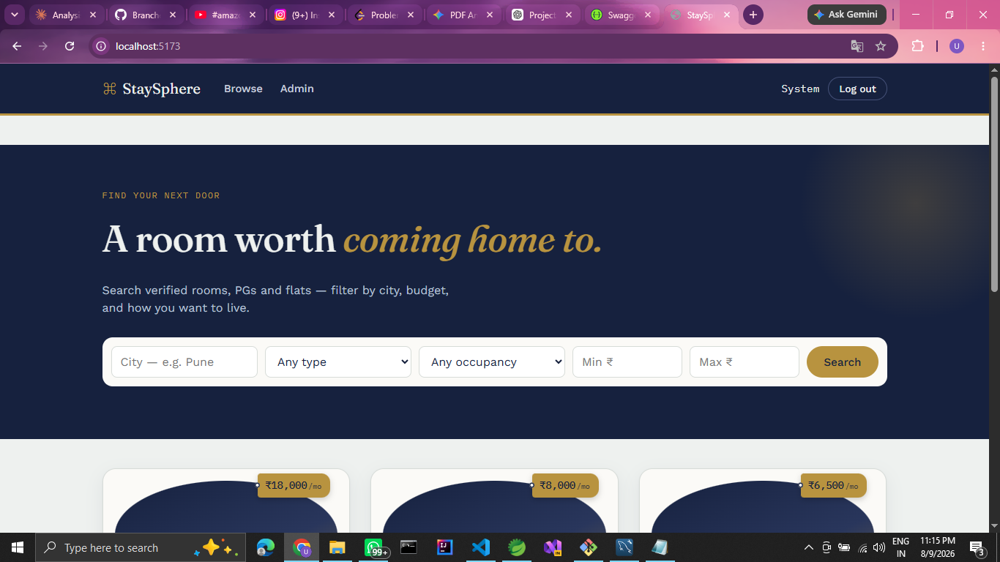 Analysi
Branch
#amaz
(9+) In
Problem
PDF An
Project
Swagg
StaySp
Ask Gemini
localhost:5173
U
StaySphere
Browse
Admin
System
Log out
FIND YOUR NEXT DOOR
A room worth coming home to.
Search verified rooms, PGs and flats — filter by city, budget,
and how you want to live.
City — e.g. Pune
Any type
Any occupancy
Min ₹
Max ₹
Search
₹18,000/mo
₹8,000/mo
₹6,500/mo
Type here to search
99+
ENG
IN
11:15 PM
8/9/2026
3